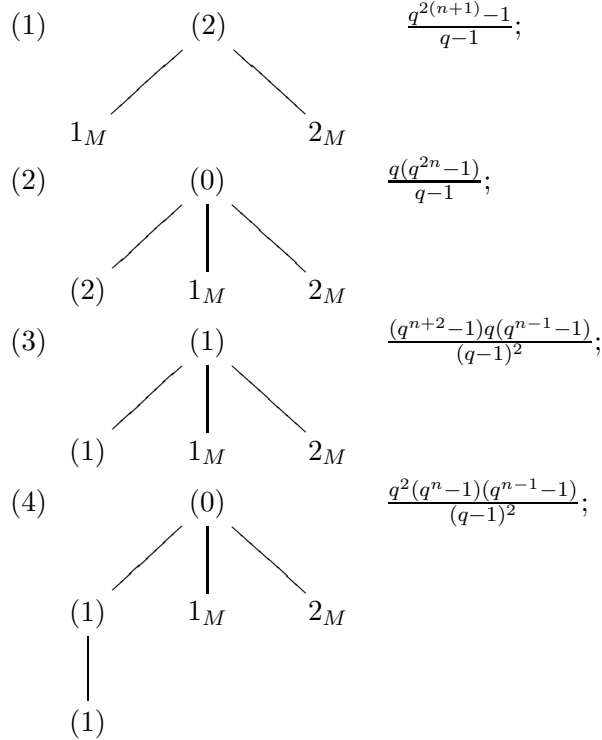 (1) (2) \frac{q^{2(n+1)}-1}{q-1};
1_M 2_M
(2) (0) \frac{q(q^{2n}-1)}{q-1};
(2) 1_M 2_M
(3) (1) \frac{(q^{n+2}-1)q(q^{n-1}-1)}{(q-1)^2};
(1) 1_M 2_M
(4) (0) \frac{q^2(q^n-1)(q^{n-1}-1)}{(q-1)^2};
(1) 1_M 2_M
(1)